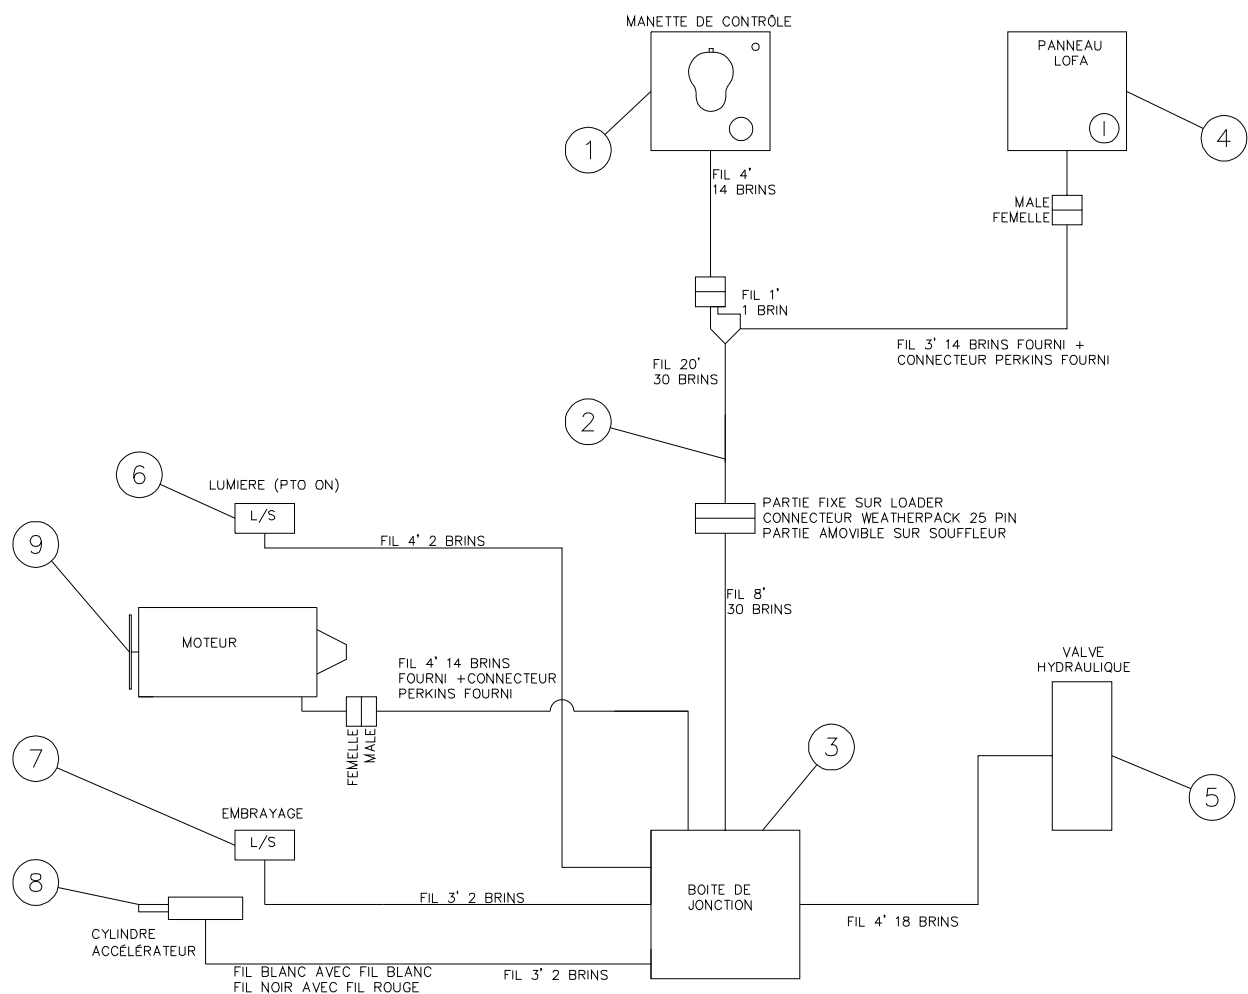 MANETTE DE CONTRÔLE
PANNEAU
LOFA
I
1
4
FIL 4'
14 BRINS
MALE
FEMELLE
FIL 1'
1 BRIN
FIL 3' 14 BRINS FOURNI +
CONNECTEUR PERKINS FOURNI
FIL 20'
30 BRINS
2
6
LUMIERE (PTO ON)
L/S
PARTIE FIXE SUR LOADER
CONNECTEUR WEATHERPACK 25 PIN
PARTIE AMOVIBLE SUR SOUFFLEUR
9
FIL 4' 2 BRINS
FIL 8'
30 BRINS
MOTEUR
FIL 4' 14 BRINS
FOURNI +CONNECTEUR
PERKINS FOURNI
VALVE
HYDRAULIQUE
FEMELLE
MALE
7
3
5
EMBRAYAGE
L/S
8
FIL 3' 2 BRINS
BOITE DE
JONCTION
FIL 4' 18 BRINS
CYLINDRE
ACCÉLÉRATEUR
FIL BLANC AVEC FIL BLANC
FIL NOIR AVEC FIL ROUGE
FIL 3' 2 BRINS